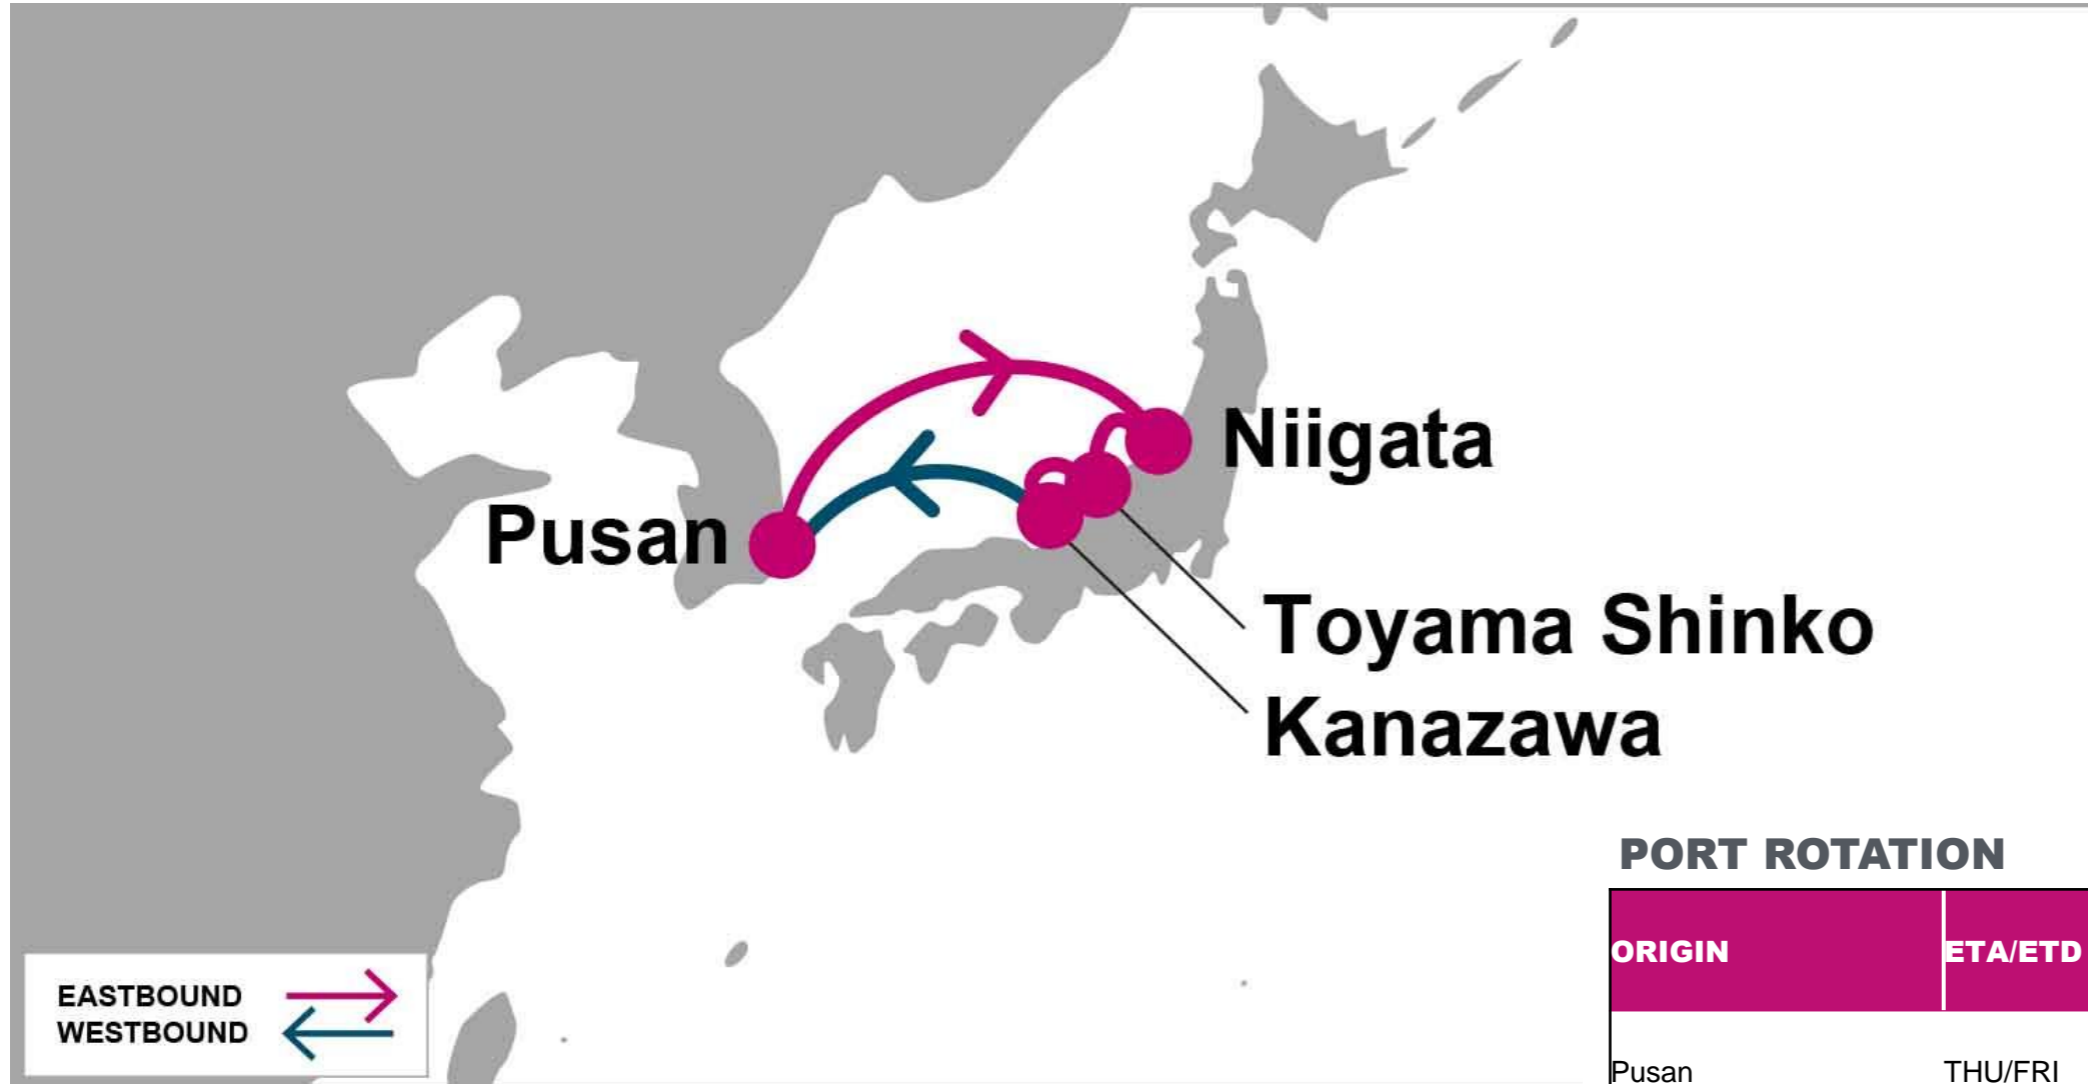 Niigata
Pusan
Toyama Shinko
Kanazawa
PORT ROTATION
ORIGIN ETA/ETD
Pusan THU/FRI
EASTBOUND
WESTBOUND